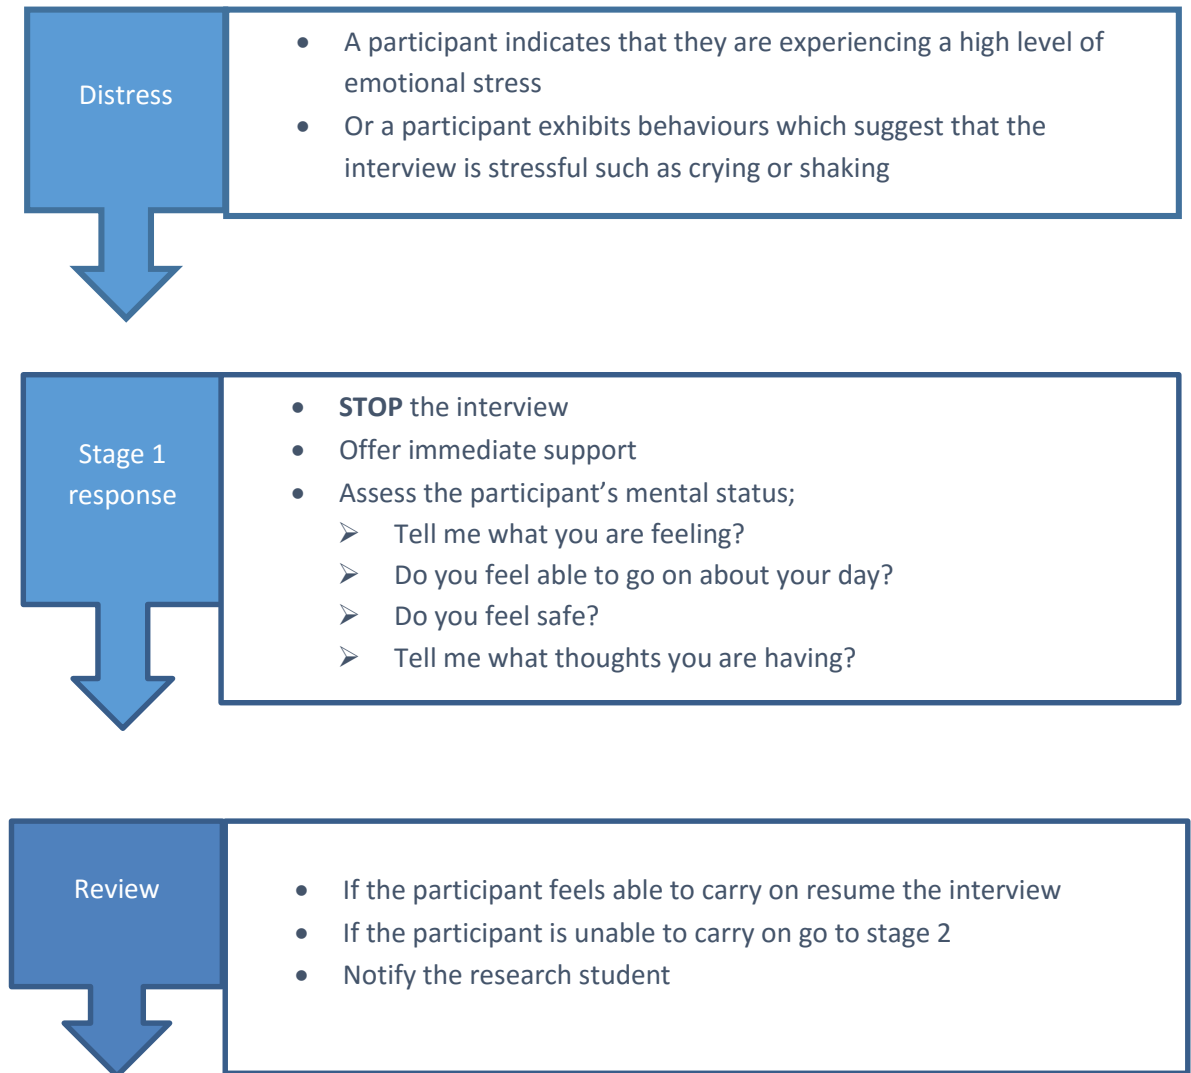 Distress
• A participant indicates that they are experiencing a high level of
emotional stress
• Or a participant exhibits behaviours which suggest that the
interview is stressful such as crying or shaking
Stage 1
response
• STOP the interview
• Offer immediate support
• Assess the participant’s mental status;
➢ Tell me what you are feeling?
➢ Do you feel able to go on about your day?
➢ Do you feel safe?
➢ Tell me what thoughts you are having?
Review
• If the participant feels able to carry on resume the interview
• If the participant is unable to carry on go to stage 2
• Notify the research student